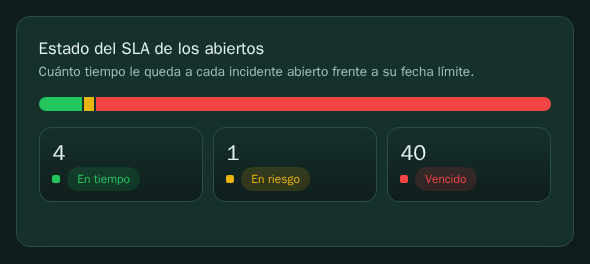 Estado del SLA de los abiertos
Cuánto tiempo le queda a cada incidente abierto frente a su fecha límite.
4
En tiempo
1
En riesgo
40
Vencido